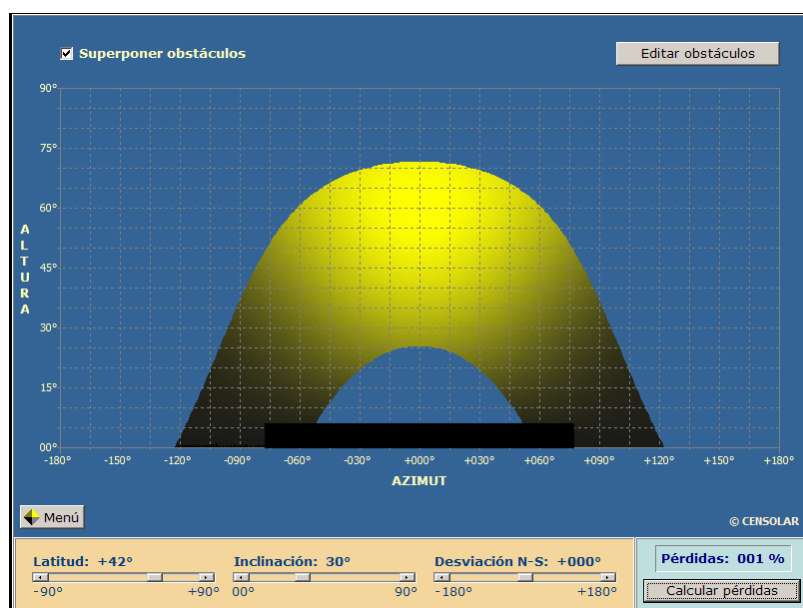 Superponer obstáculos
Editar obstáculos
90°
75°
60°
45°
30°
15°
00°
ALTURA
-180° -150° -120° -090° -060° -030° +000° +030° +060° +090° +120° +150° +180°
AZIMUT
Menú
© CENSOLAR
Latitud: +42° Inclinación: 30° Desviación N-S: +000° Pérdidas: 001 %
-90° +90° 00° 90° -180° +180° Calcular pérdidas